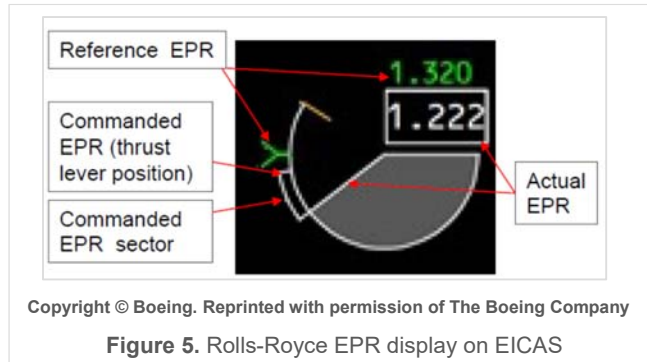 Reference EPR
1.320
1.222
Commanded
EPR (thrust
lever position)
Commanded
EPR sector
Actual
EPR
Copyright © Boeing. Reprinted with permission of The Boeing Company
Figure 5. Rolls-Royce EPR display on EICAS